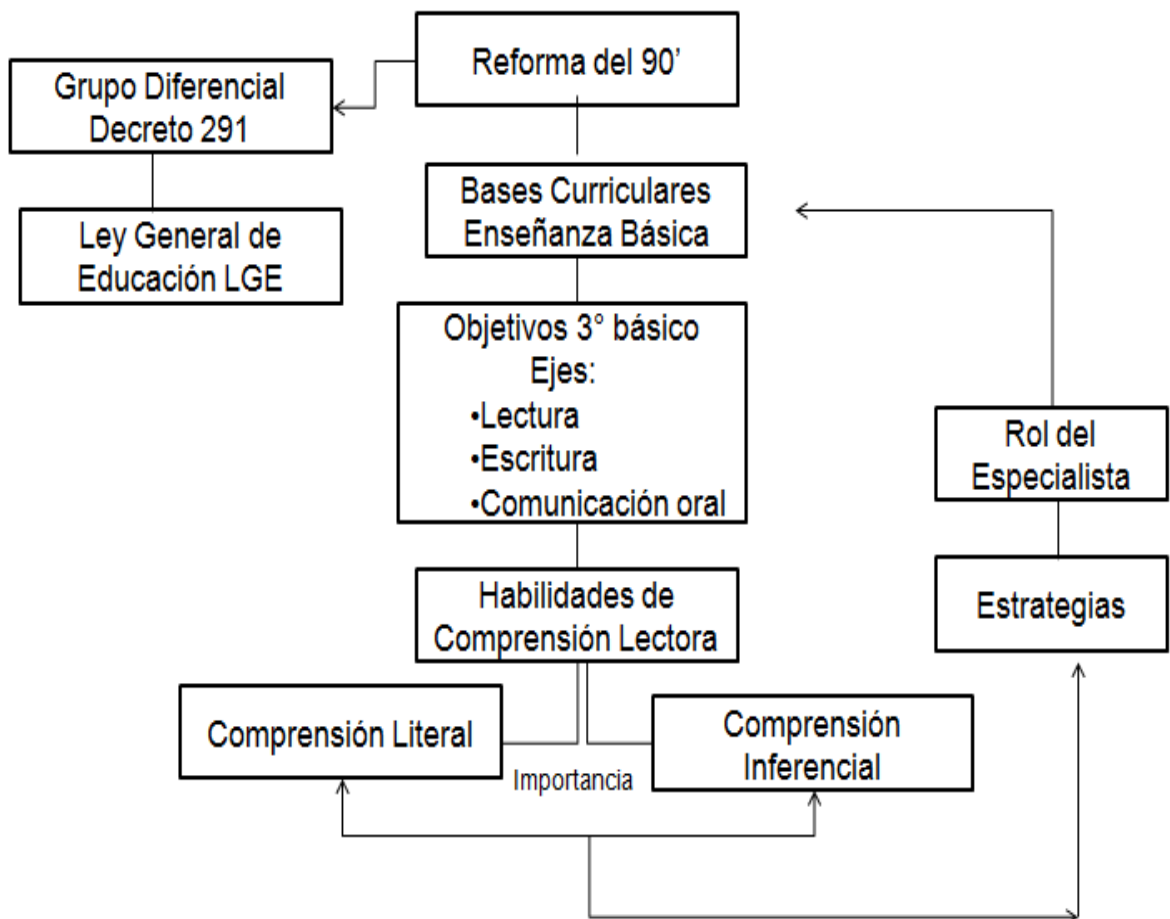 Reforma del 90’
Grupo Diferencial
Decreto 291
Ley General de
Educación LGE
Bases Curriculares
Enseñanza Básica
Objetivos 3° básico
Ejes:
•Lectura
•Escritura
•Comunicación oral
Rol del
Especialista
Estrategias
Habilidades de
Comprensión Lectora
Comprensión Literal
Comprensión
Inferencial
Importancia